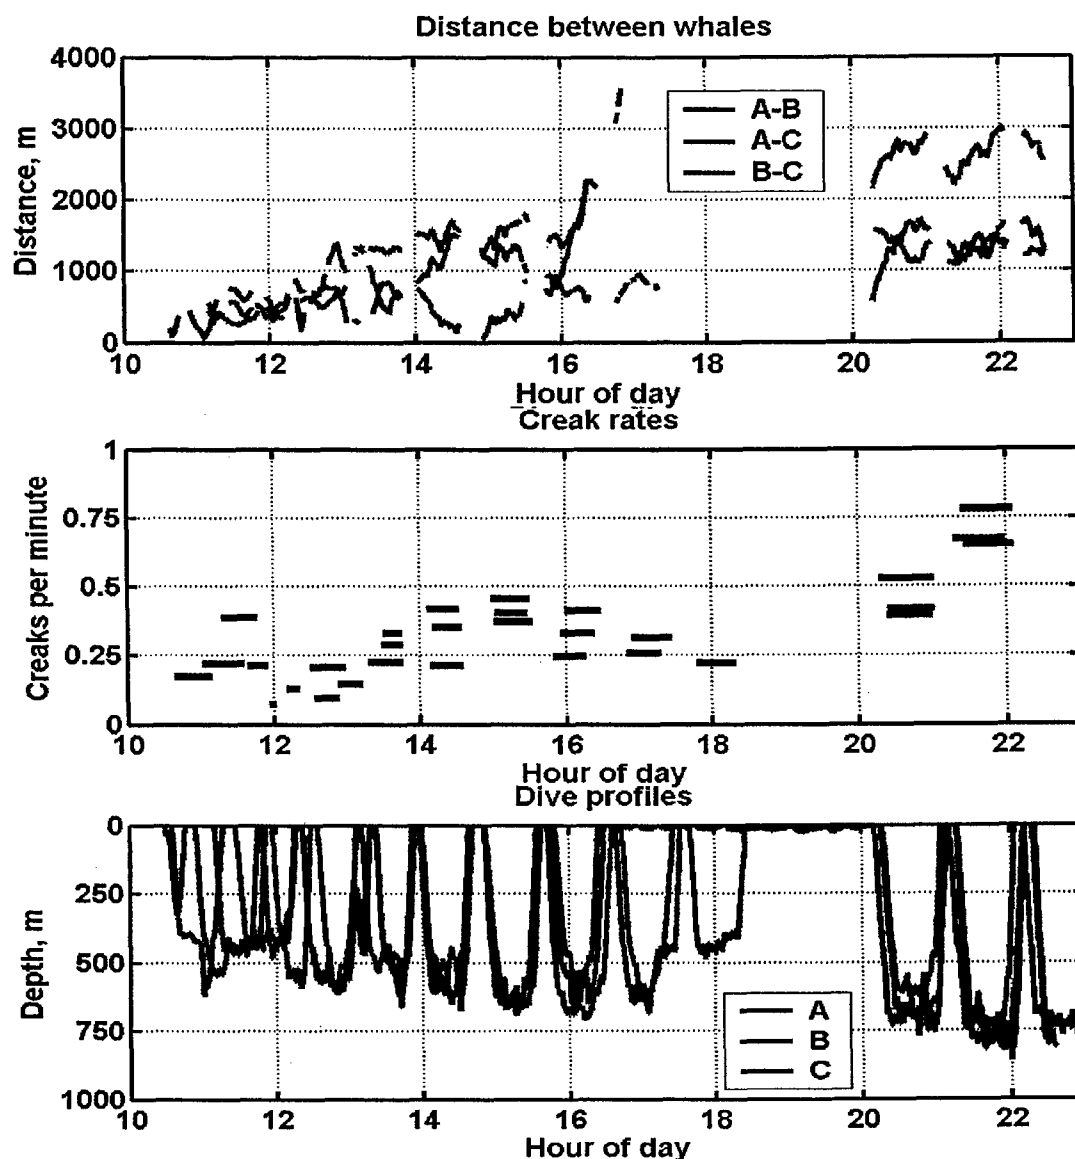 Distance between whales
4000
3000
2000
1000
0
Distance, m
A-B
A-C
B-C
10 12 14 16 18 20 22
Hour of day
Creak rates
1
0.75
0.5
0.25
0
Creaks per minute
10 12 14 16 18 20 22
Hour of day
Dive profiles
0
250
500
750
1000
Depth, m
A
B
C
10 12 14 16 18 20 22
Hour of day